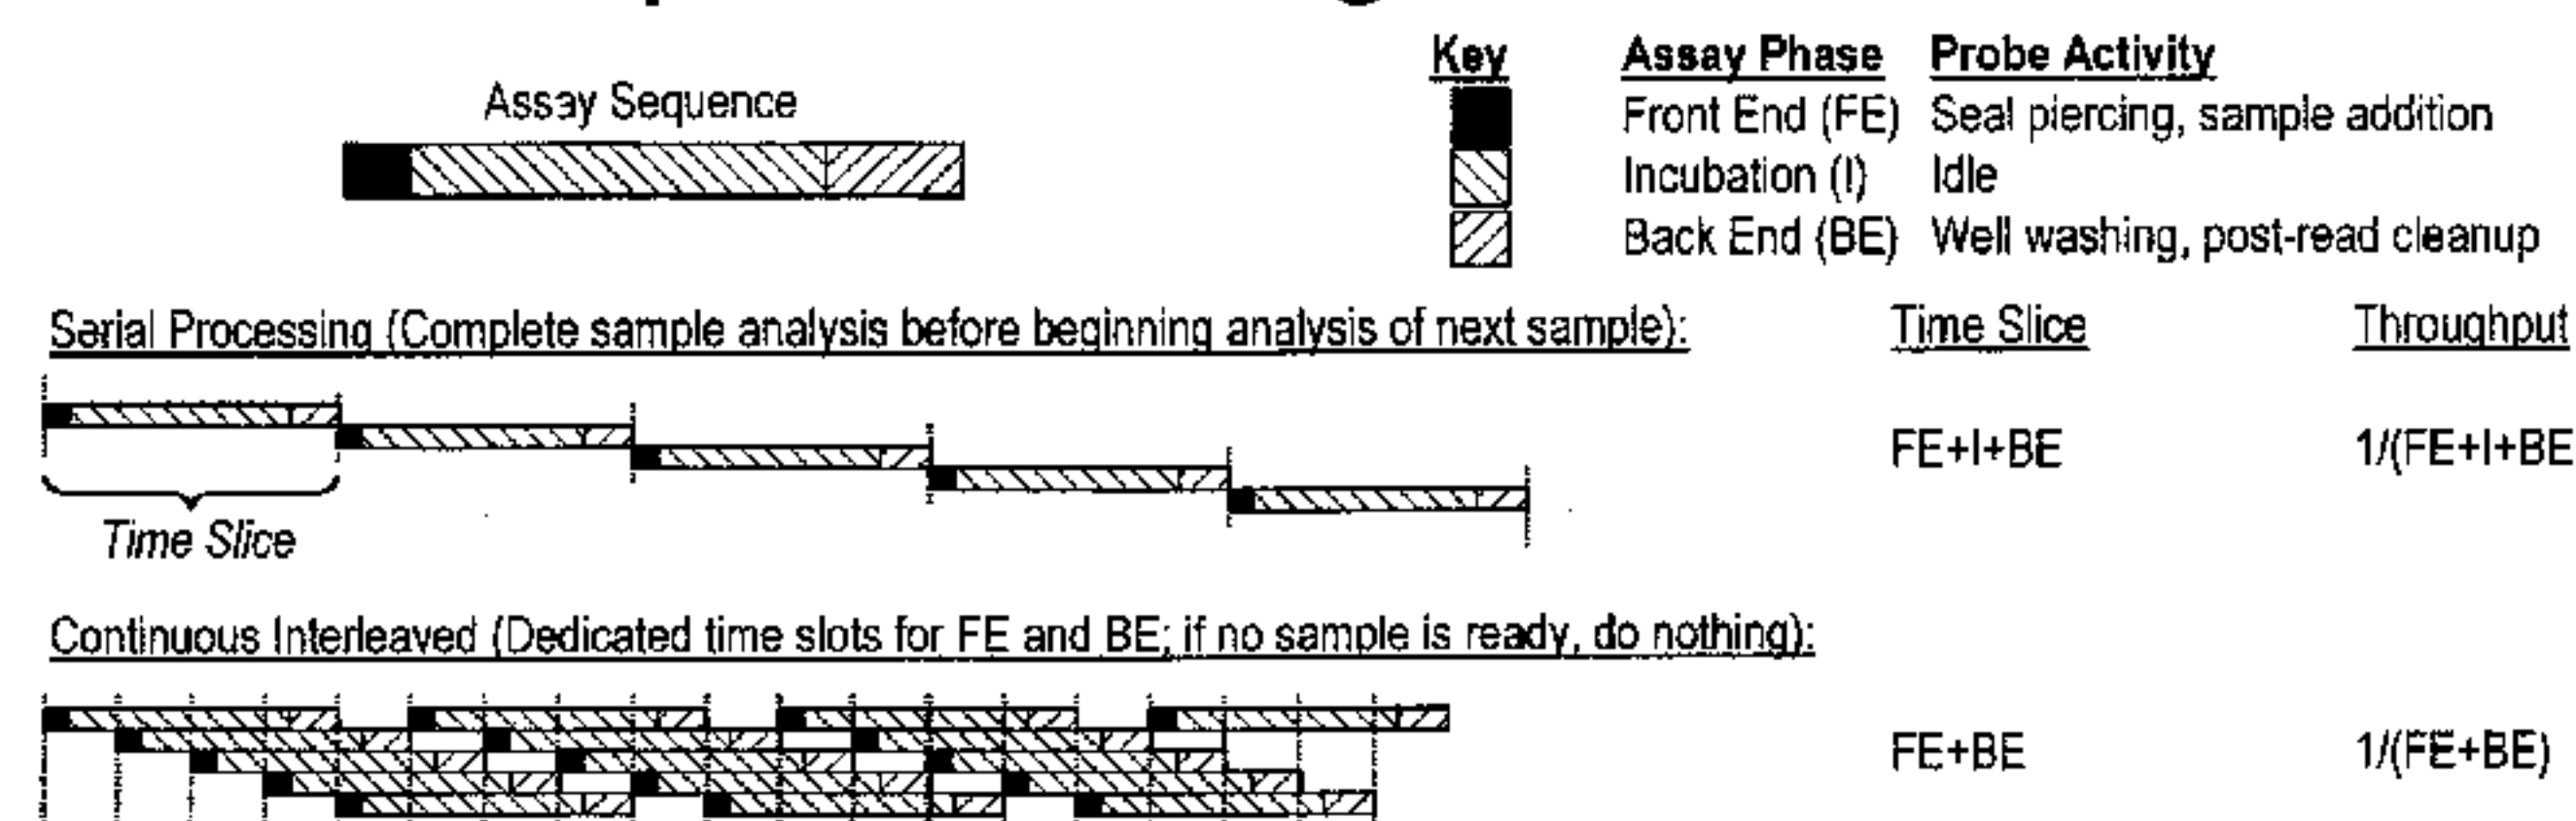 Key Assay Phase Probe Activity
Assay Sequence
Front End (FE) Seal piercing, sample addition
Incubation (I) Idle
Back End (BE) Well washing, post-read cleanup
Serial Processing (Complete sample analysis before beginning analysis of next sample): Time Slice Throughput
FE+I+BE 1/(FE+I+BE
Time Slice
Continuous Interleaved (Dedicated time slots for FE and BE; if no sample is ready, do nothing):
FE+BE 1/(FE+BE)